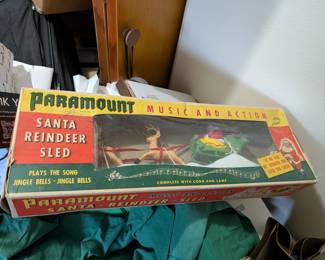 PARAMOUNT MUSIC AND ACTION
SANTA
REINDEER
SLED
PLAYS THE SONG
JINGLE BELLS - JINGLE BELLS
COMPLETE WITH CORD AND LAMP
PARAMOUNT
SANTA - REINDEER - SLED